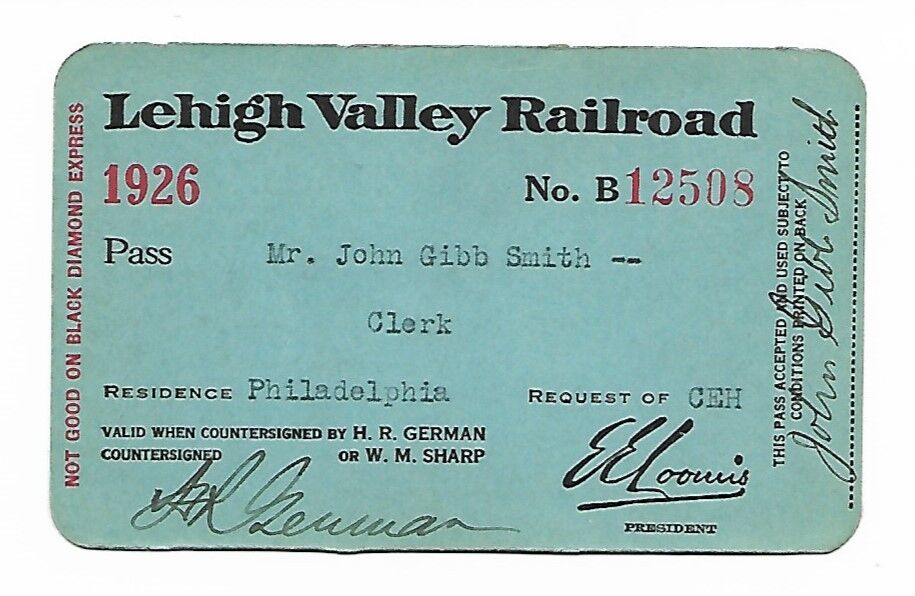 Lehigh Valley Railroad
1926
No. B12508
Pass Mr. John Gibb Smith --
Clerk
RESIDENCE Philadelphia
REQUEST OF CEH
VALID WHEN COUNTERSIGNED BY H. R. GERMAN
COUNTERSIGNED OR W. M. SHARP
H R German
E E Loomis
PRESIDENT
NOT GOOD ON BLACK DIAMOND EXPRESS
THIS PASS ACCEPTED AND USED SUBJECT TO
CONDITIONS PRINTED ON BACK
John Gibb Smith